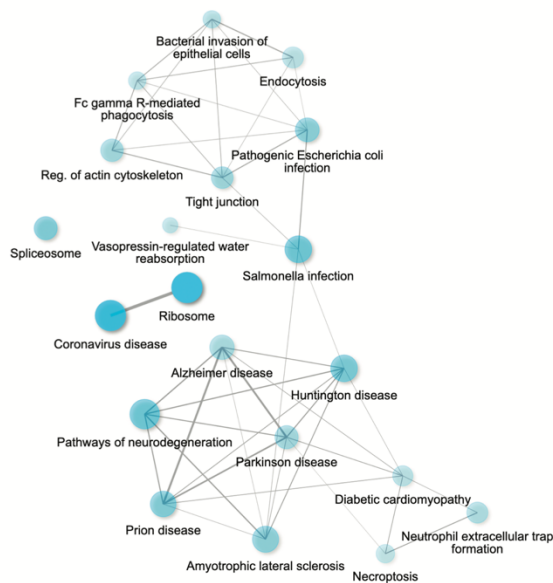 Bacterial invasion of
epithelial cells
Endocytosis
Fc gamma R-mediated
phagocytosis
Pathogenic Escherichia coli
infection
Reg. of actin cytoskeleton
Tight junction
Vasopressin-regulated water
reabsorption
Spliceosome
Salmonella infection
Ribosome
Coronavirus disease
Alzheimer disease
Huntington disease
Pathways of neurodegeneration
Parkinson disease
Diabetic cardiomyopathy
Prion disease
Neutrophil extracellular trap
formation
Amyotrophic lateral sclerosis
Necroptosis